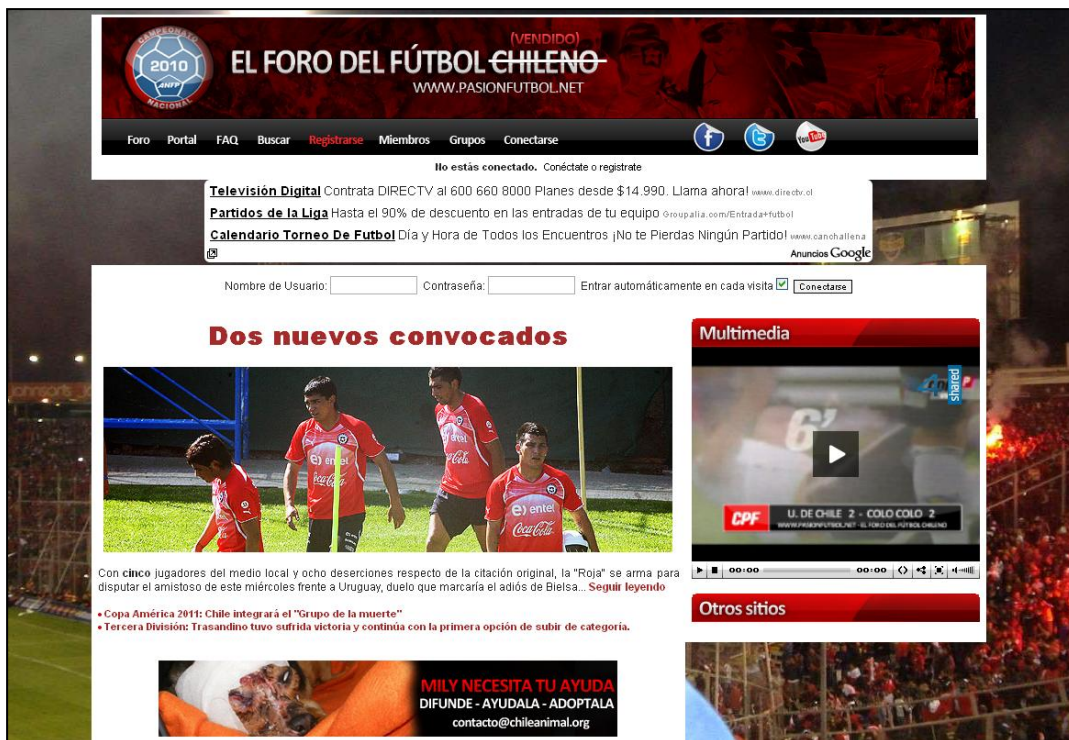 CAMPEONATO
2010
ANFP
NACIONAL
(VENDIDO)
EL FORO DEL FÚTBOL CHILENO
WWW.PASIONFUTBOL.NET
Foro Portal FAQ Buscar Registrarse Miembros Grupos Conectarse
f t You Tube
No estás conectado. Conéctate o registrate
Televisión Digital Contrata DIRECTV al 600 660 8000 Planes desde $14.990. Llama ahora! www.directv.cl
Partidos de la Liga Hasta el 90% de descuento en las entradas de tu equipo Groupalia.com/Entrada+futbol
Calendario Torneo De Futbol Día y Hora de Todos los Encuentros ¡No te Pierdas Ningún Partido! www.canchallena
Anuncios Google
Nombre de Usuario: Contraseña: Entrar automáticamente en cada visita Conectarse
Dos nuevos convocados
Multimedia
shared
6'
CPF U. DE CHILE 2 - COLO COLO 2
WWW.PASIONFUTBOL.NET - EL FORO DEL FÚTBOL CHILENO
00:00 00:00
entel
Coca-Cola
entel
Coca-Cola
Con cinco jugadores del medio local y ocho deserciones respecto de la citación original, la "Roja" se arma para
disputar el amistoso de este miércoles frente a Uruguay, duelo que marcaría el adiós de Bielsa... Seguir leyendo
• Copa América 2011: Chile integrará el "Grupo de la muerte"
• Tercera División: Trasandino tuvo sufrida victoria y continúa con la primera opción de subir de categoría.
Otros sitios
MILY NECESITA TU AYUDA
DIFUNDE - AYUDALA - ADOPTALA
contacto@chileanimal.org